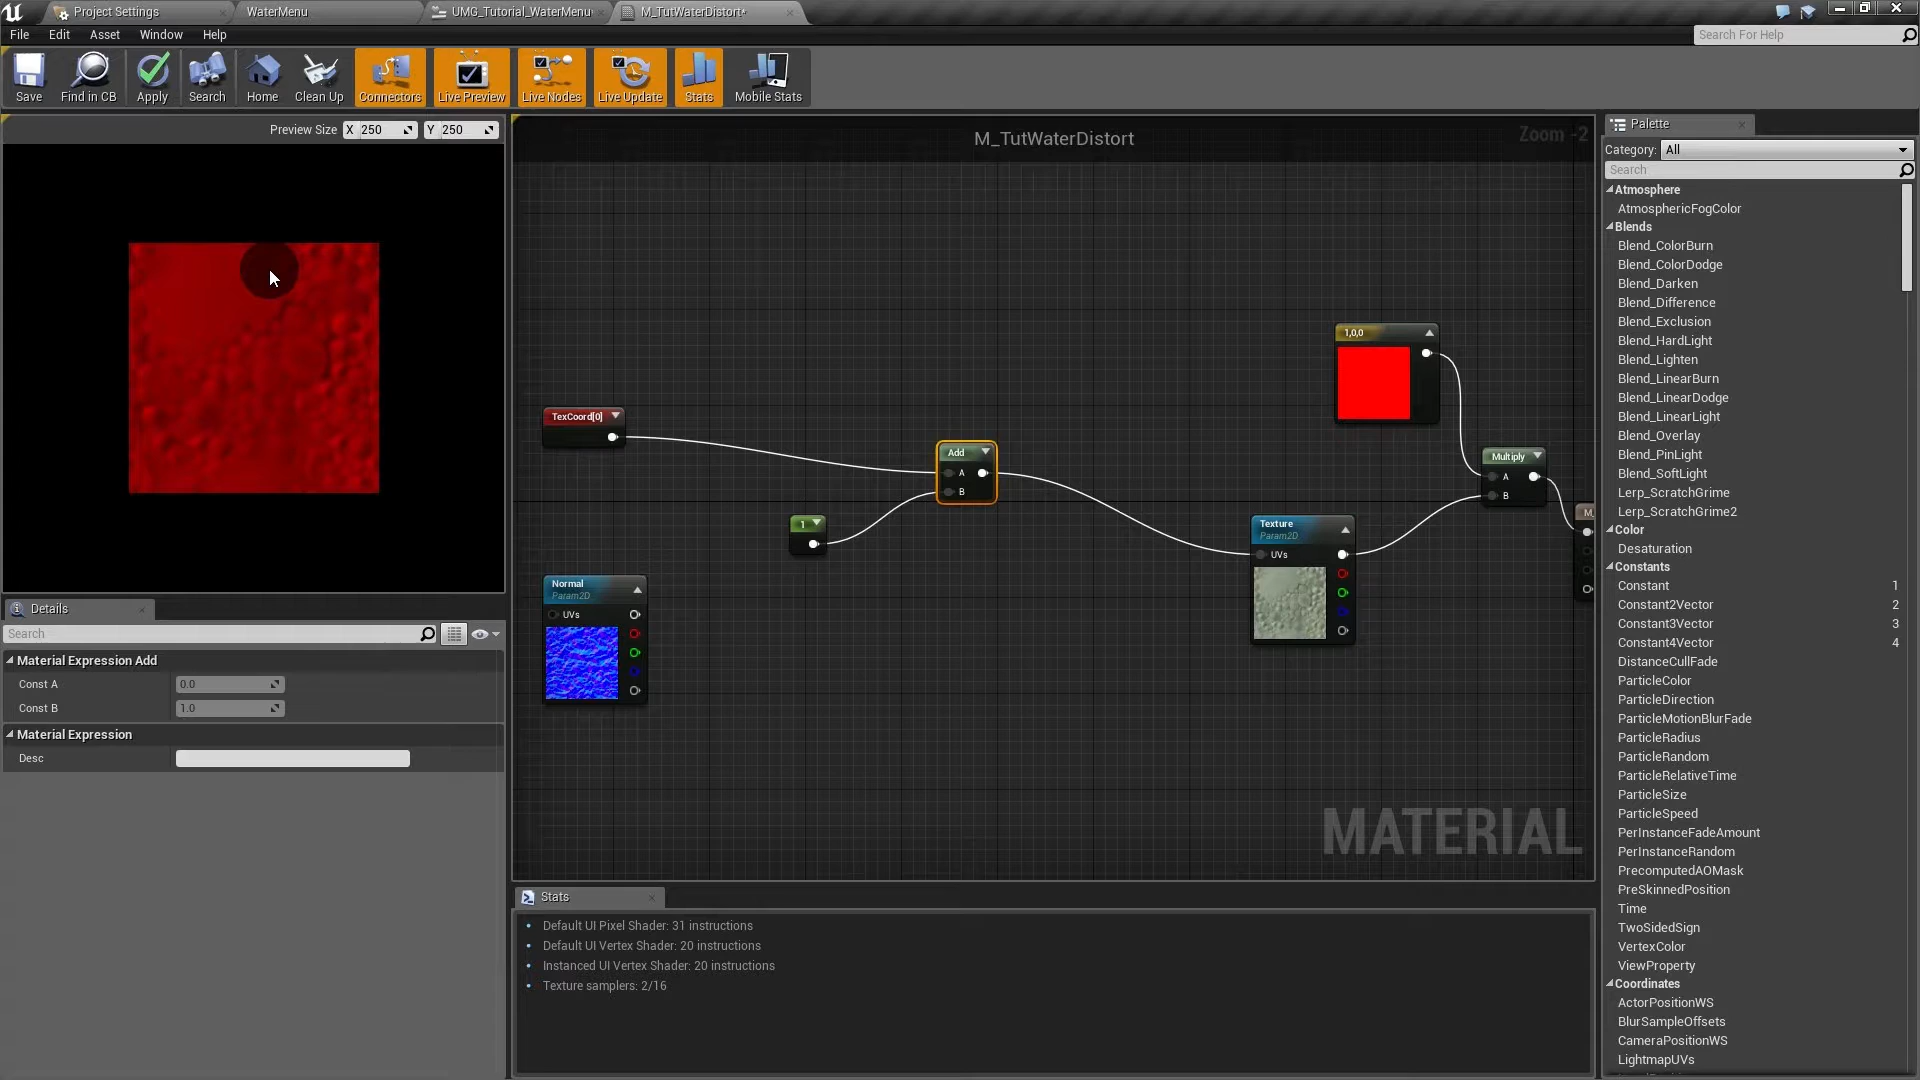 Project Settings
WaterMenu
UMG_Tutorial_WaterMenu
M_TutWaterDistort*
File Edit Asset Window Help
Search For Help
Save
Find in CB
Apply
Search
Home
Clean Up
Connectors
Live Preview
Live Nodes
Live Update
Stats
Mobile Stats
Preview Size X 250 Y 250
M_TutWaterDistort
Zoom -2
1,0,0
TexCoord[0]
Add
A
B
1
Multiply
A
B
Texture
Param2D
UVs
Normal
Param2D
UVs
M_
MATERIAL
Details
Search
Material Expression Add
Const A 0.0
Const B 1.0
Material Expression
Desc
Stats
Default UI Pixel Shader: 31 instructions
Default UI Vertex Shader: 20 instructions
Instanced UI Vertex Shader: 20 instructions
Texture samplers: 2/16
Palette
Category: All
Search
Atmosphere
AtmosphericFogColor
Blends
Blend_ColorBurn
Blend_ColorDodge
Blend_Darken
Blend_Difference
Blend_Exclusion
Blend_HardLight
Blend_Lighten
Blend_LinearBurn
Blend_LinearDodge
Blend_LinearLight
Blend_Overlay
Blend_PinLight
Blend_SoftLight
Lerp_ScratchGrime
Lerp_ScratchGrime2
Color
Desaturation
Constants
Constant 1
Constant2Vector 2
Constant3Vector 3
Constant4Vector 4
DistanceCullFade
ParticleColor
ParticleDirection
ParticleMotionBlurFade
ParticleRadius
ParticleRandom
ParticleRelativeTime
ParticleSize
ParticleSpeed
PerInstanceFadeAmount
PerInstanceRandom
PrecomputedAOMask
PreSkinnedPosition
Time
TwoSidedSign
VertexColor
ViewProperty
Coordinates
ActorPositionWS
BlurSampleOffsets
CameraPositionWS
LightmapUVs